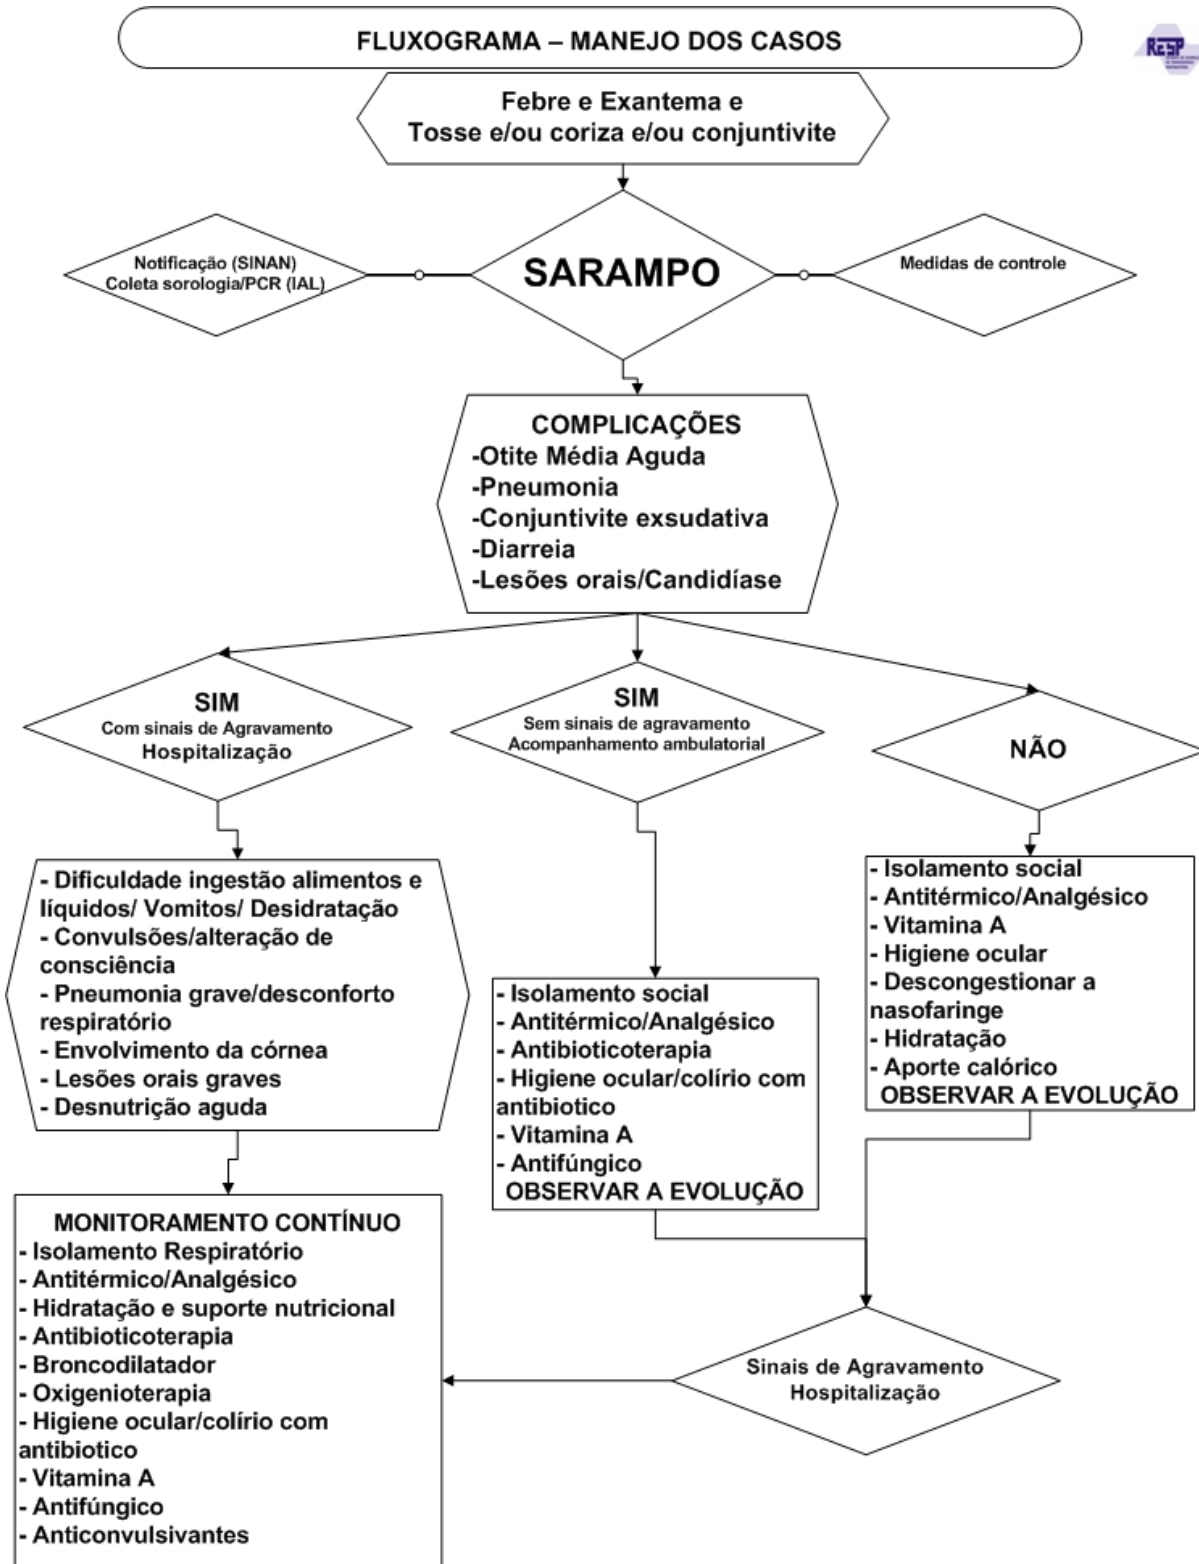 FLUXOGRAMA – MANEJO DOS CASOS
RESP
Febre e Exantema e
Tosse e/ou coriza e/ou conjuntivite
Notificação (SINAN)
Coleta sorologia/PCR (IAL)
SARAMPO
Medidas de controle
COMPLICAÇÕES
-Otite Média Aguda
-Pneumonia
-Conjuntivite exsudativa
-Diarreia
-Lesões orais/Candidíase
SIM
Com sinais de Agravamento
Hospitalização
SIM
Sem sinais de agravamento
Acompanhamento ambulatorial
NÃO
- Dificuldade ingestão alimentos e
líquidos/ Vomitos/ Desidratação
- Convulsões/alteração de
consciência
- Pneumonia grave/desconforto
respiratório
- Envolvimento da córnea
- Lesões orais graves
- Desnutrição aguda
- Isolamento social
- Antitérmico/Analgésico
- Antibioticoterapia
- Higiene ocular/colírio com
antibiotico
- Vitamina A
- Antifúngico
OBSERVAR A EVOLUÇÃO
- Isolamento social
- Antitérmico/Analgésico
- Vitamina A
- Higiene ocular
- Descongestionar a
nasofaringe
- Hidratação
- Aporte calórico
OBSERVAR A EVOLUÇÃO
MONITORAMENTO CONTÍNUO
- Isolamento Respiratório
- Antitérmico/Analgésico
- Hidratação e suporte nutricional
- Antibioticoterapia
- Broncodilatador
- Oxigenioterapia
- Higiene ocular/colírio com
antibiotico
- Vitamina A
- Antifúngico
- Anticonvulsivantes
Sinais de Agravamento
Hospitalização